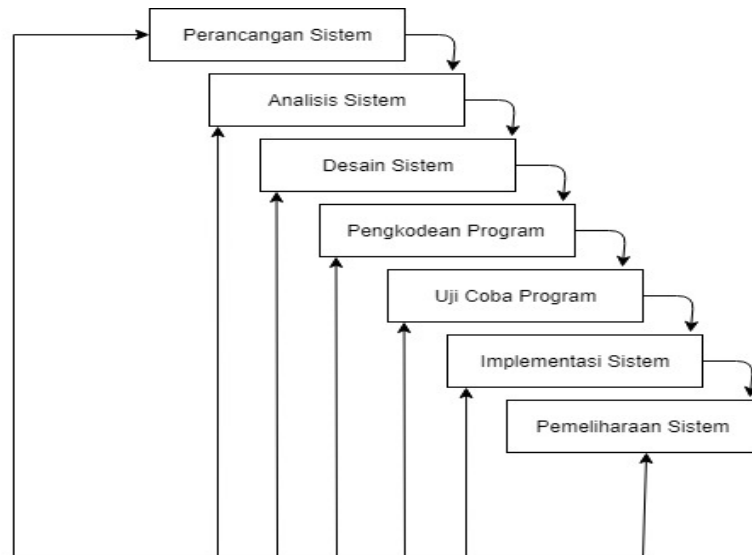 Perancangan Sistem
Analisis Sistem
Desain Sistem
Pengkodean Program
Uji Coba Program
Implementasi Sistem
Pemeliharaan Sistem